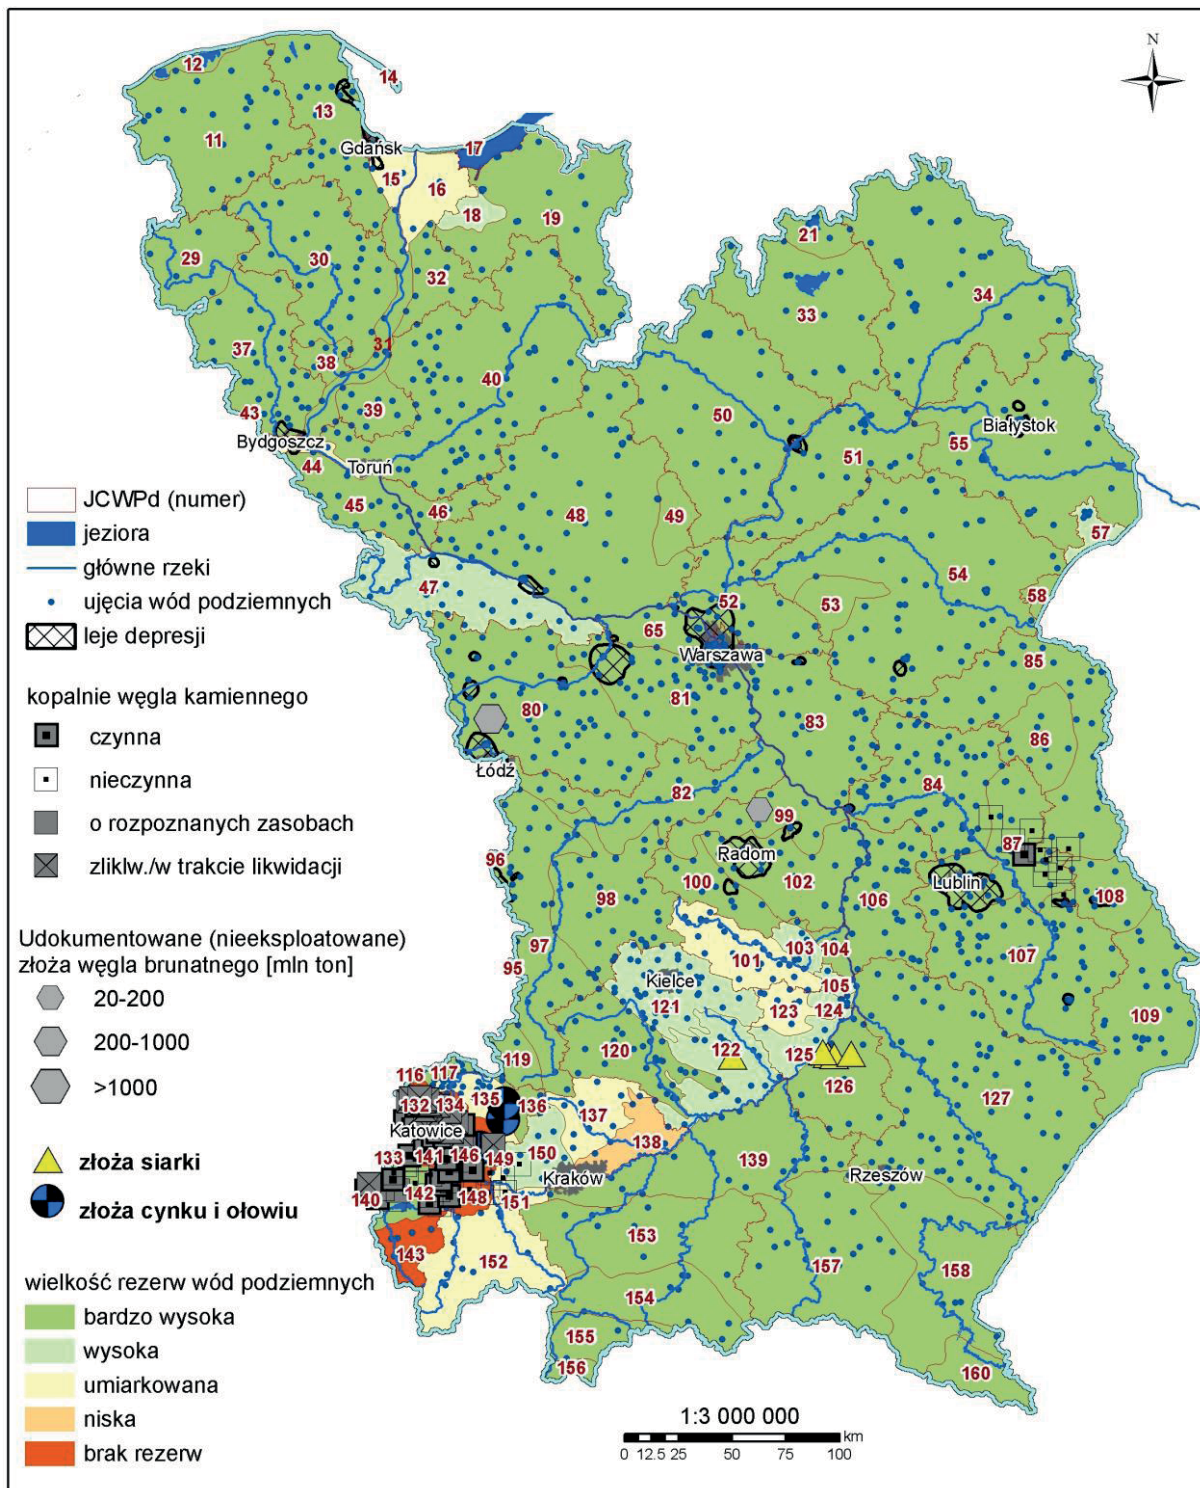 N
12
14
13
11
Gdańsk
17
15
16
18
19
21
29
30
32
34
33
37
31
38
40
39
43
50
Bydgoszcz
Białystok
44
Toruń
55
51
45
46
48
49
57
47
54
58
52
53
65
Warszawa
85
80
81
83
86
Łódź
82
84
99
87
96
Radom
100
102
Lublin
108
98
106
97
103
104
107
95
101
Kielce
105
121
123
124
109
119
120
122
125
126
116
117
127
132
134
135
136
137
Katowice
138
133
141
146
149
150
139
Kraków
Rzeszów
140
142
148
151
143
152
153
157
158
154
155
156
160
JCWPd (numer)
jeziora
główne rzeki
ujęcia wód podziemnych
leje depresji
kopalnie węgla kamiennego
czynna
nieczynna
o rozpoznanych zasobach
zliklw./w trakcie likwidacji
Udokumentowane (nieeksploatowane)
złoża węgla brunatnego [mln ton]
20-200
200-1000
>1000
złoża siarki
złoża cynku i ołowiu
wielkość rezerw wód podziemnych
bardzo wysoka
wysoka
umiarkowana
niska
brak rezerw
1:3 000 000
km
0 12.5 25 50 75 100